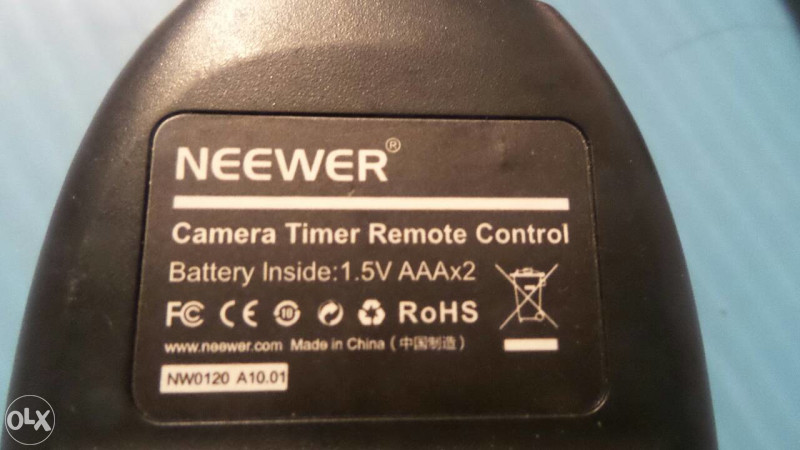 NEEWER®
Camera Timer Remote Control
Battery Inside:1.5V AAAx2
FC CE 10 RoHS
www.neewer.com Made in China (中国制造)
NW0120 A10.01
OLX